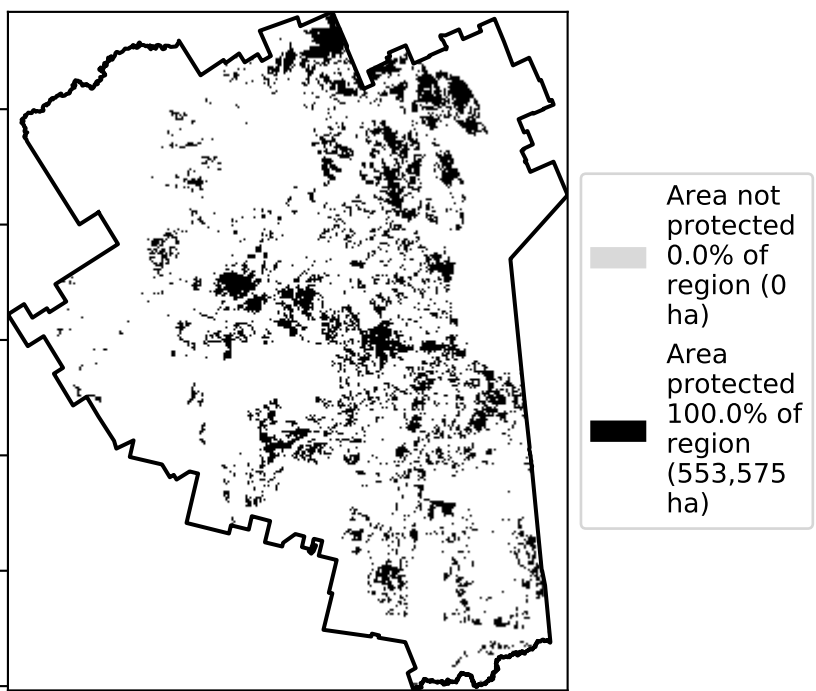 Area not
protected
0.0% of
region (0
ha)
Area
protected
100.0% of
region
(553,575
ha)